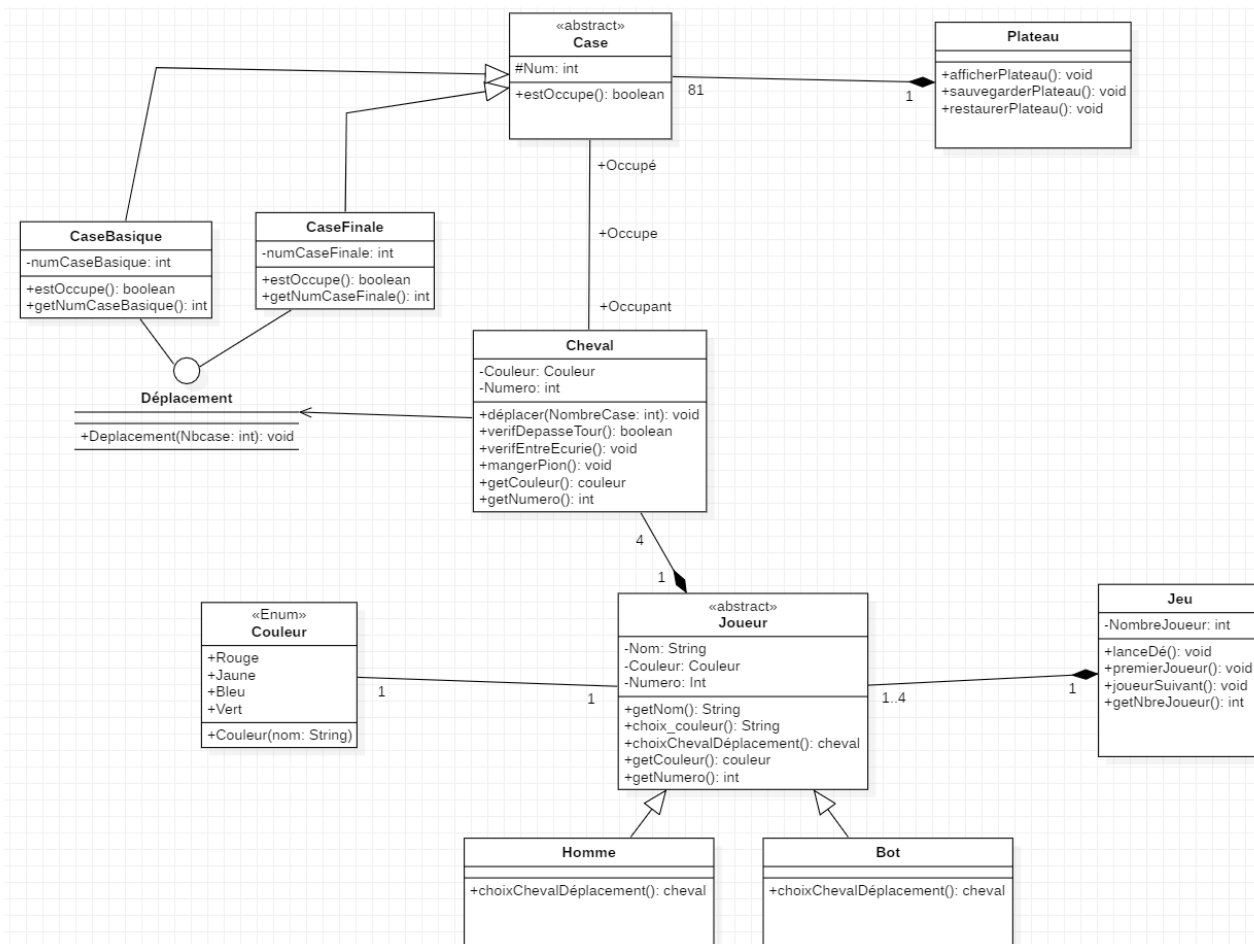 «abstract»
Case
#Num: int
+estOccupe(): boolean
81
1
Plateau
+afficherPlateau(): void
+sauvegarderPlateau(): void
+restaurerPlateau(): void
+Occupé
+Occupe
+Occupant
CaseBasique
-numCaseBasique: int
+estOccupe(): boolean
+getNumCaseBasique(): int
CaseFinale
-numCaseFinale: int
+estOccupe(): boolean
+getNumCaseFinale(): int
Déplacement
+Deplacement(Nbcase: int): void
Cheval
-Couleur: Couleur
-Numero: int
+déplacer(NombreCase: int): void
+verifDepasseTour(): boolean
+verifEntreEcurie(): void
+mangerPion(): void
+getCouleur(): couleur
+getNumero(): int
4
1
«Enum»
Couleur
+Rouge
+Jaune
+Bleu
+Vert
+Couleur(nom: String)
1
1
«abstract»
Joueur
-Nom: String
-Couleur: Couleur
-Numero: Int
+getNom(): String
+choix_couleur(): String
+choixChevalDéplacement(): cheval
+getCouleur(): couleur
+getNumero(): int
1..4
1
Jeu
-NombreJoueur: int
+lanceDé(): void
+premierJoueur(): void
+joueurSuivant(): void
+getNbreJoueur(): int
Homme
+choixChevalDéplacement(): cheval
Bot
+choixChevalDéplacement(): cheval